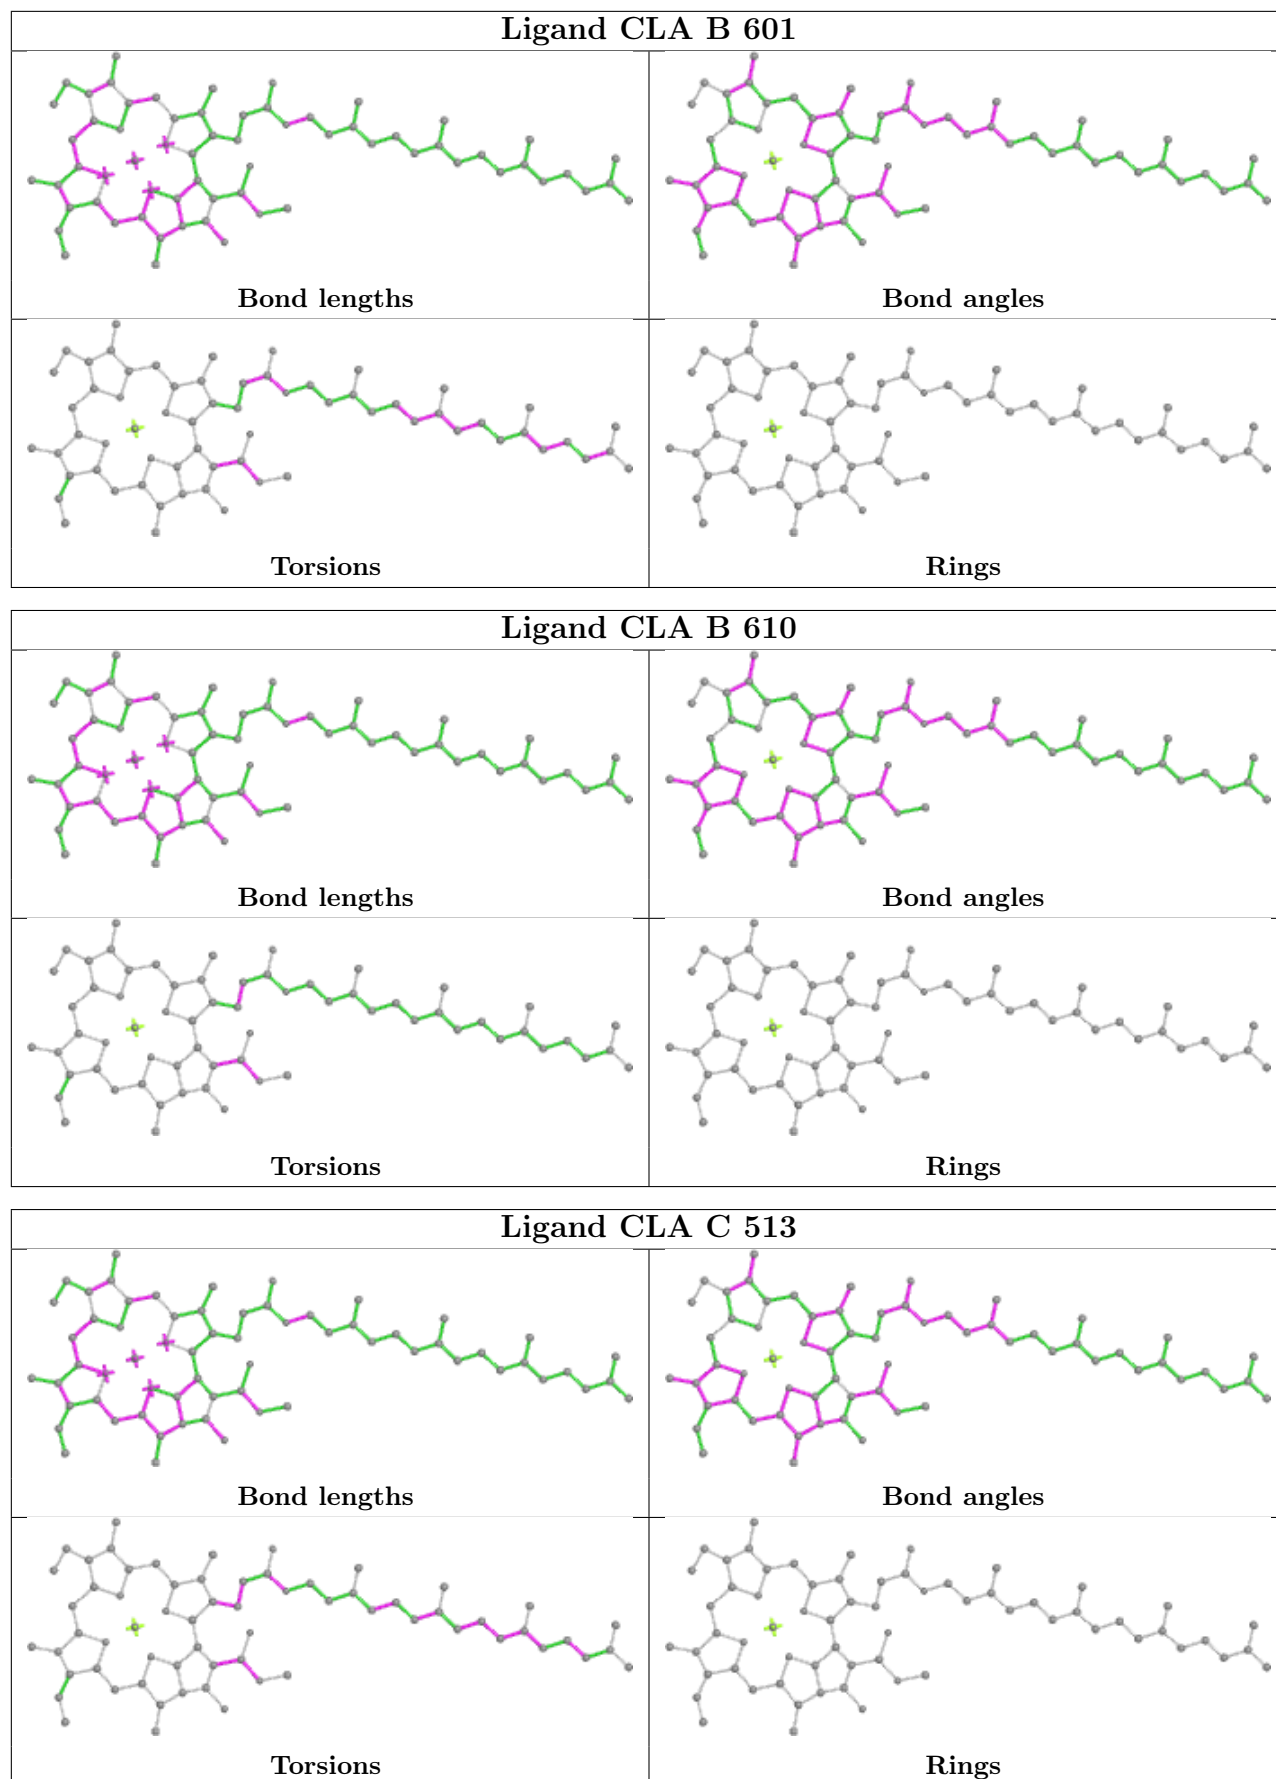 Ligand CLA B 601
Bond lengths
Bond angles
Torsions
Rings
Ligand CLA B 610
Bond lengths
Bond angles
Torsions
Rings
Ligand CLA C 513
Bond lengths
Bond angles
Torsions
Rings